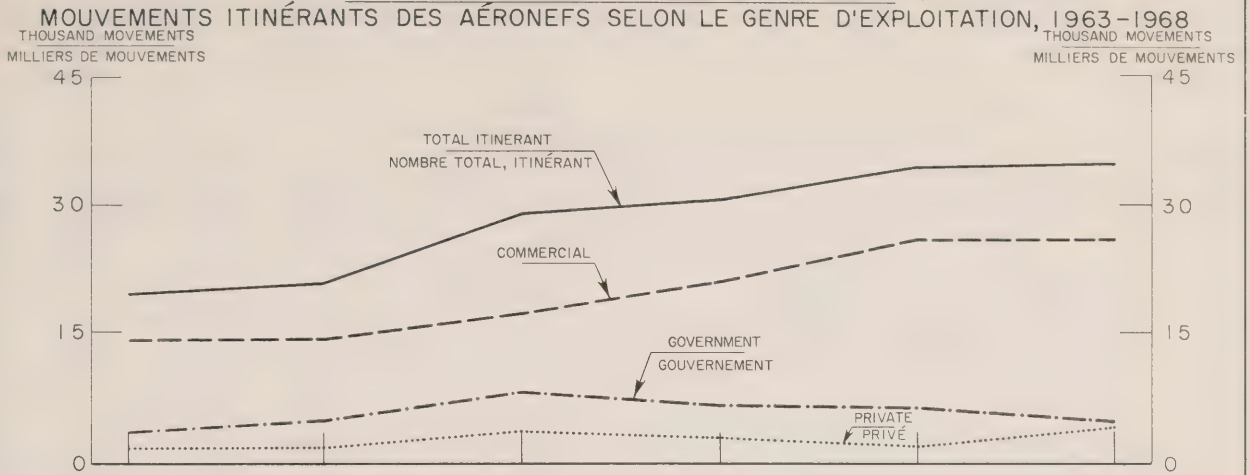 MOUVEMENTS ITINÉRANTS DES AÉRONEFS SELON LE GENRE D'EXPLOITATION, 1963-1968
THOUSAND MOVEMENTS
MILLIERS DE MOUVEMENTS
THOUSAND MOVEMENTS
MILLIERS DE MOUVEMENTS
45
45
TOTAL ITINERANT
NOMBRE TOTAL, ITINÉRANT
30
30
COMMERCIAL
15
15
GOVERNMENT
GOUVERNEMENT
PRIVATE
PRIVÉ
0
0